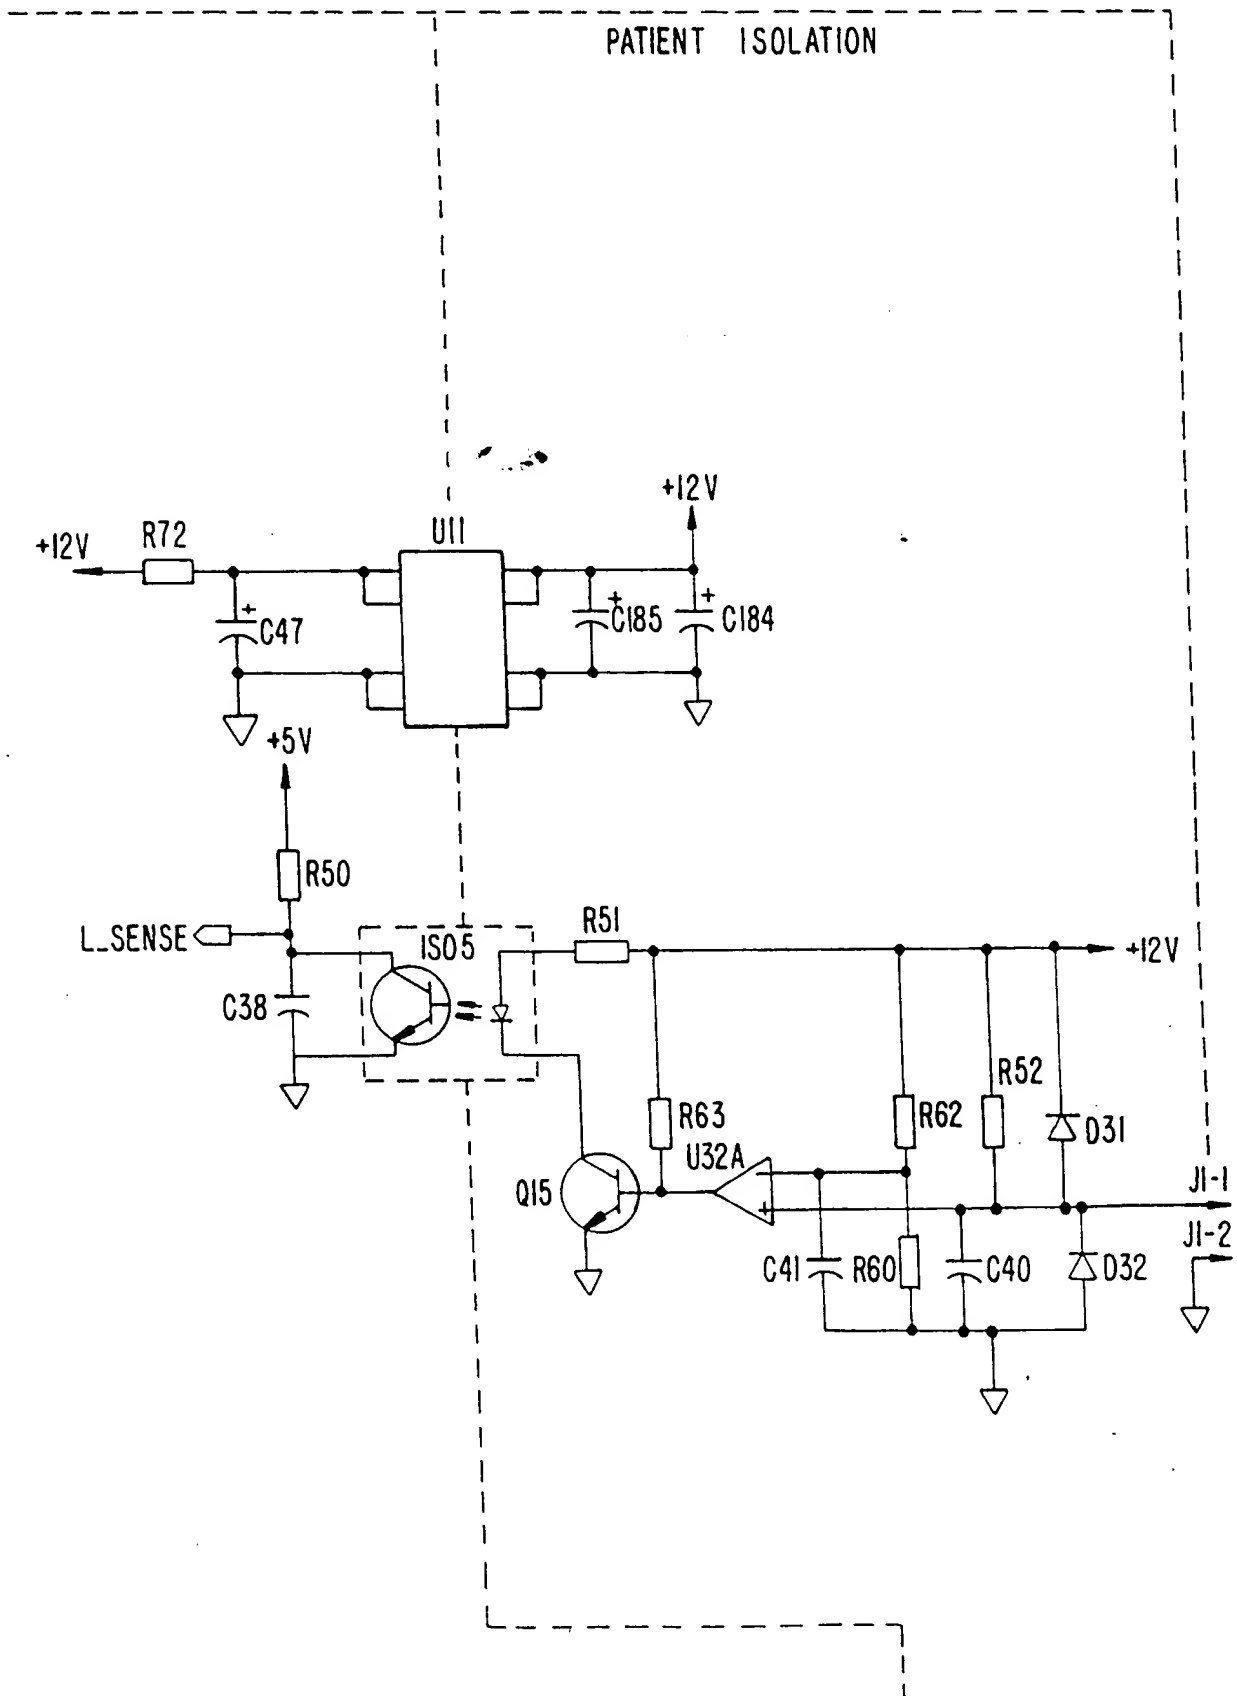 PATIENT ISOLATION
+12V
U11
R72
+12V
+
C47
+
C185
+
C184
+5V
R50
L_SENSE
ISO5
R51
+12V
C38
R52
R63
R62
D31
U32A
Q15
-
+
J1-1
J1-2
C41
R60
C40
D32